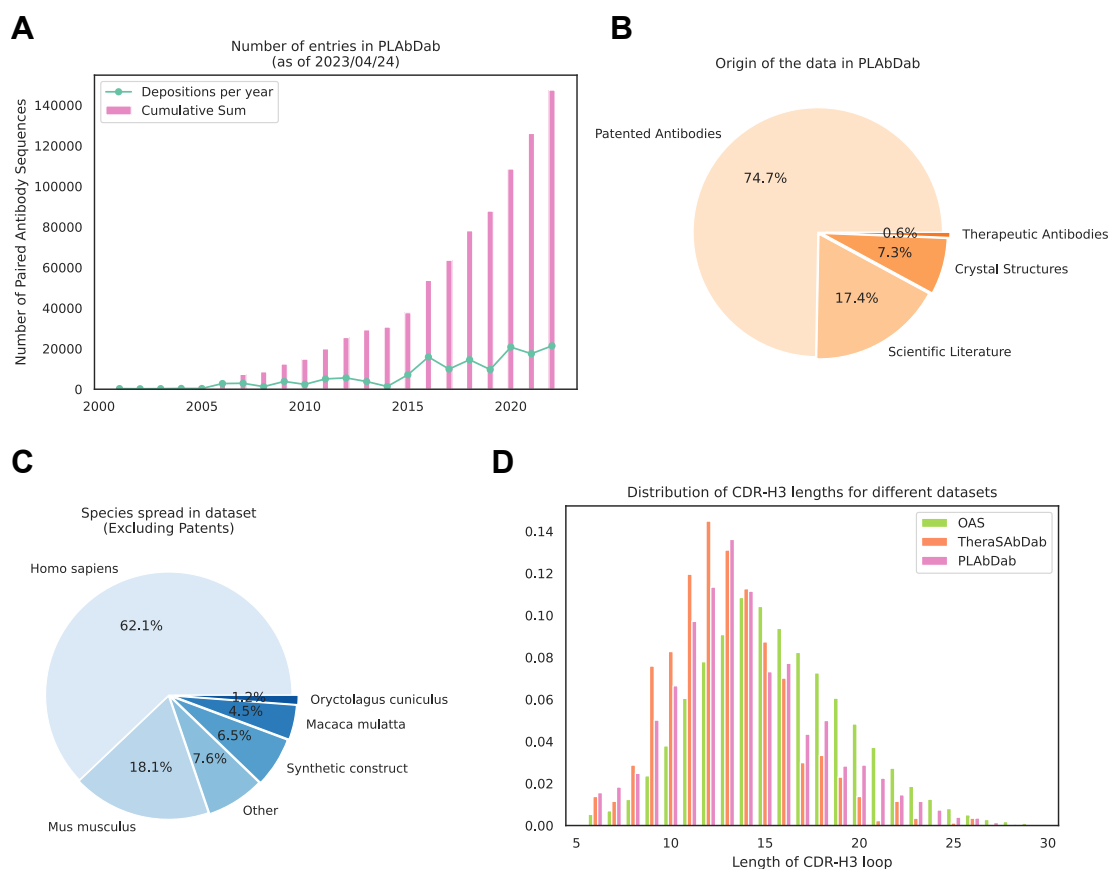 A
Number of entries in PLAbDab
(as of 2023/04/24)
Depositions per year
Cumulative Sum
Number of Paired Antibody Sequences
140000
120000
100000
80000
60000
40000
20000
0
2000
2005
2010
2015
2020
B
Origin of the data in PLAbDab
Patented Antibodies
74.7%
0.6%
Therapeutic Antibodies
7.3%
Crystal Structures
17.4%
Scientific Literature
C
Species spread in dataset
(Excluding Patents)
Homo sapiens
62.1%
1.2%
Oryctolagus cuniculus
4.5%
Macaca mulatta
6.5%
Synthetic construct
7.6%
Other
18.1%
Mus musculus
D
Distribution of CDR-H3 lengths for different datasets
OAS
TheraSAbDab
PLAbDab
0.14
0.12
0.10
0.08
0.06
0.04
0.02
0.00
5
10
15
20
25
30
Length of CDR-H3 loop